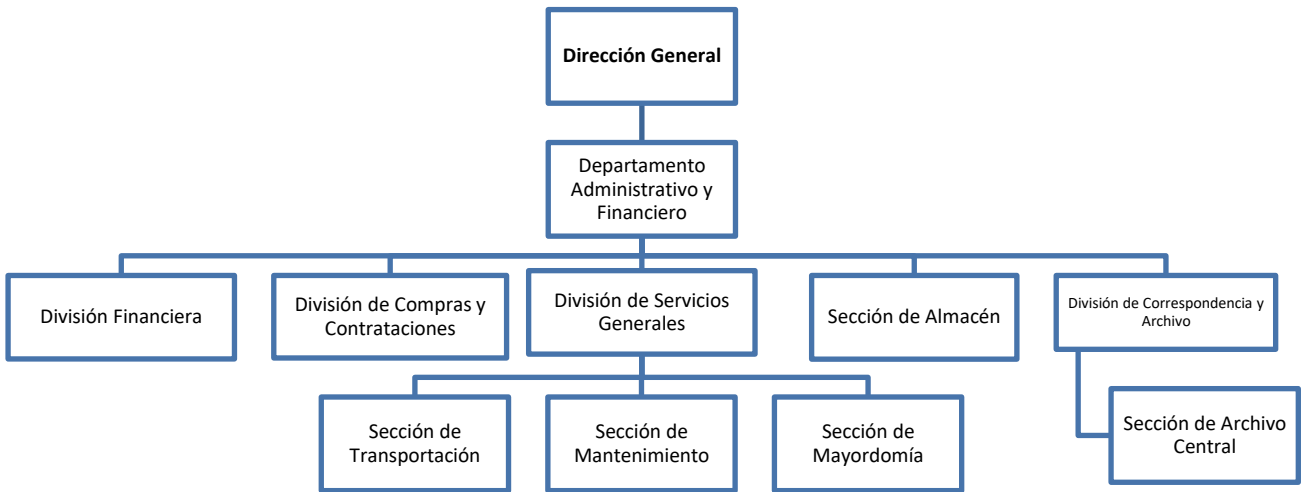 Dirección General
Departamento
Administrativo y
Financiero
División Financiera
División de Compras y
Contrataciones
División de Servicios
Generales
Sección de Almacén
División de Correspondencia y
Archivo
Sección de
Transportación
Sección de
Mantenimiento
Sección de
Mayordomía
Sección de Archivo
Central